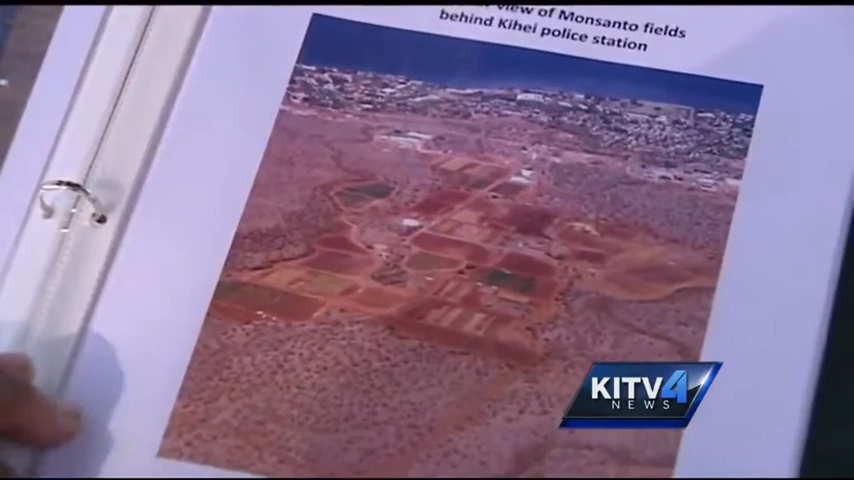 view of Monsanto fields
behind Kihei police station
KITV4
NEWS